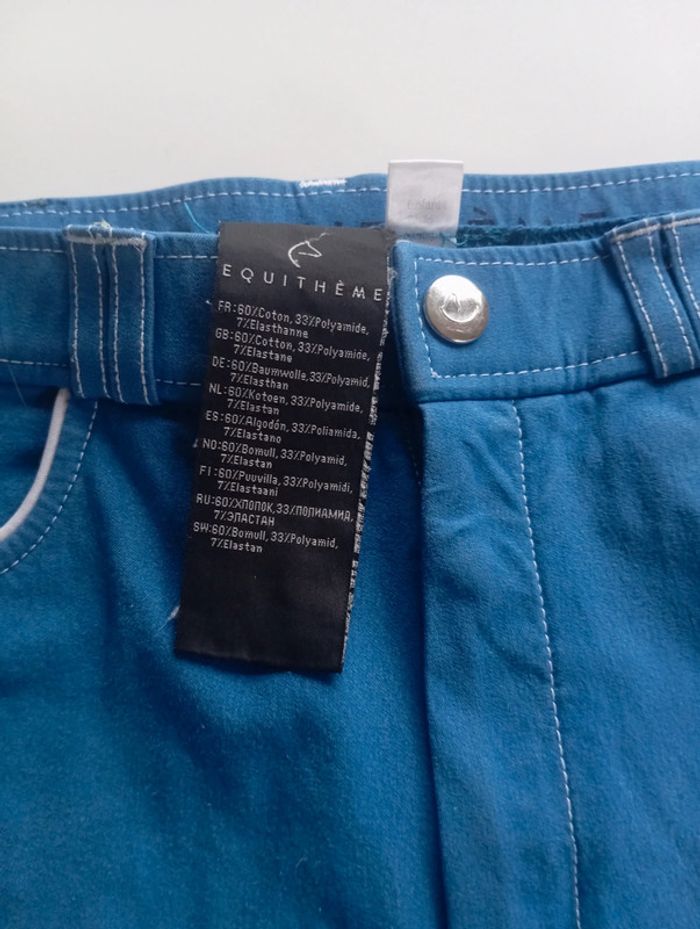 EQUITHÈME
FR:60%Coton,33%Polyamide,
7%Elasthanne
GB:60%Cotton,33%Polyamide,
7%Elastane
DE:60%Baumwolle,33%Polyamid,
7%Elasthan
NL:60%Katoen,33%Polyamide,
7%Elastan
ES:60%Algodón,33%Poliamida,
7%Elastano
NO:60%Bomull,33%Polyamid,
7%Elastan
FI:60%Puuvilla,33%Polyamidi,
7%Elastaani
RU:60%ХЛОПОК,33%ПОЛИАМИД,
7%ЭЛАСТАН
SW:60%Bomull,33%Polyamid,
7%Elastan